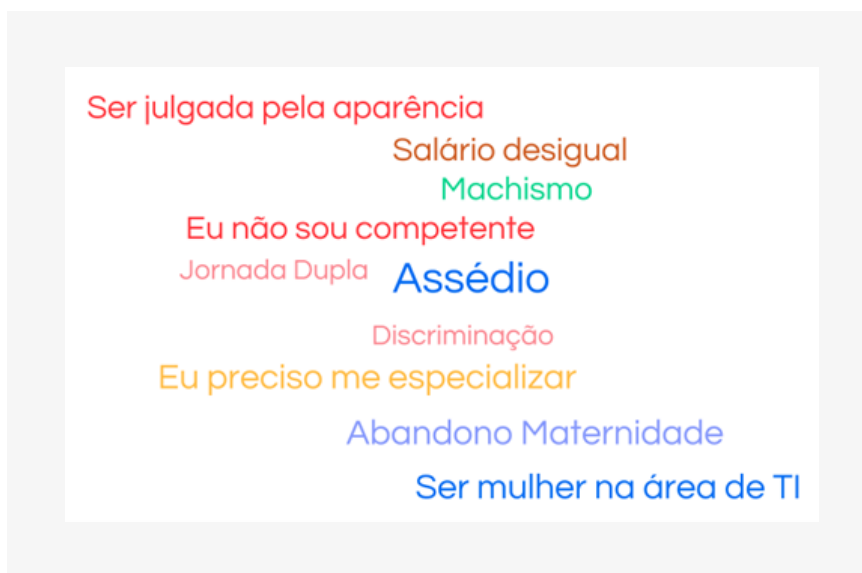 Ser julgada pela aparência
Salário desigual
Machismo
Eu não sou competente
Jornada Dupla Assédio
Discriminação
Eu preciso me especializar
Abandono Maternidade
Ser mulher na área de TI